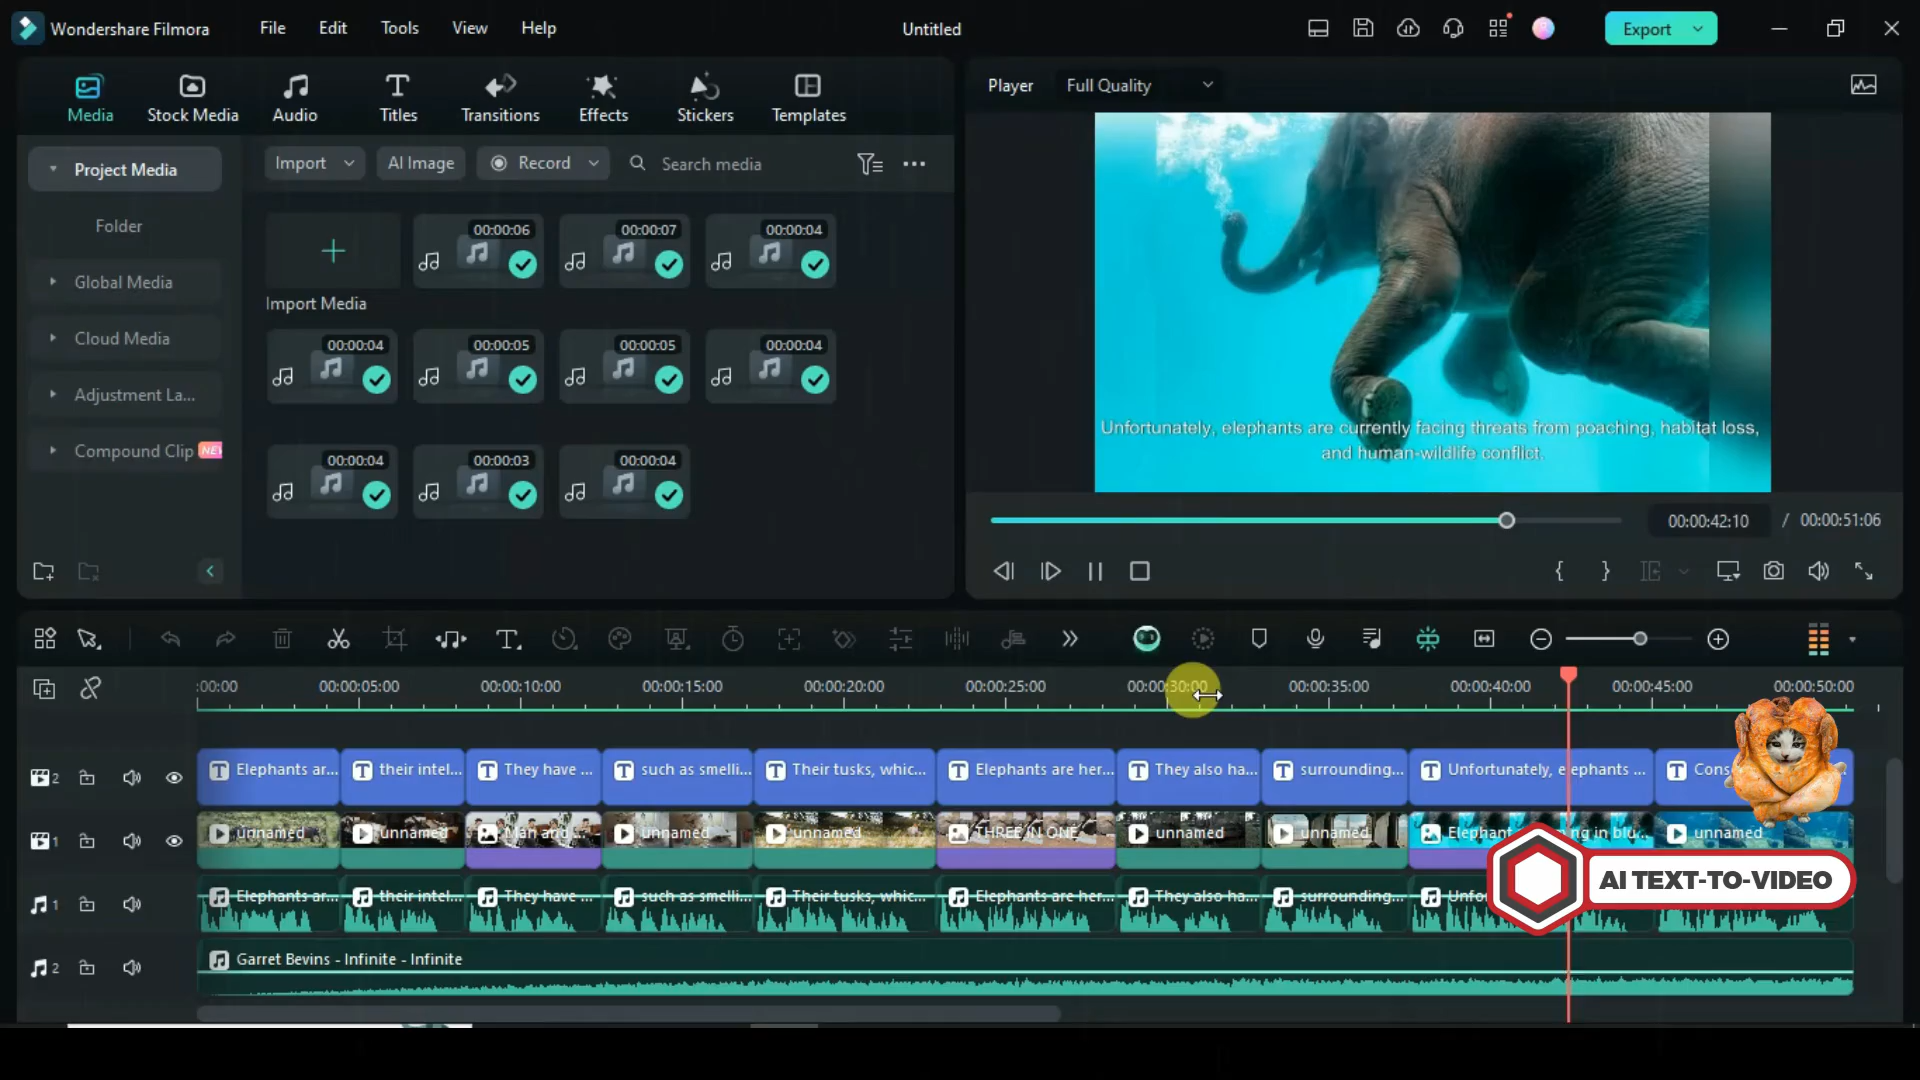 Wondershare Filmora File Edit Tools View Help Untitled Export
Media Stock Media Audio Titles Transitions Effects Stickers Templates
Player Full Quality
Project Media Import AI Image Record Search media
Folder
Global Media
Cloud Media
Adjustment La...
Compound Clip
00:00:06 00:00:07 00:00:04
Import Media
00:00:04 00:00:05 00:00:05 00:00:04
00:00:04 00:00:03 00:00:04
Unfortunately, elephants are currently facing threats from poaching, habitat loss,
and human-wildlife conflict.
00:00:42:10 / 00:00:51:06
:00:00 00:00:05:00 00:00:10:00 00:00:15:00 00:00:20:00 00:00:25:00 00:00:30:00 00:00:35:00 00:00:40:00 00:00:45:00 00:00:50:00
2 Elephants ar... their intel... They have ... such as smelli... Their tusks, whic... Elephants are her... They also ha... surrounding... Unfortunately, elephants ... Cons
1 unnamed unnamed Man and ... unnamed unnamed THREE IN ONE unnamed unnamed Elephant ng in blu... unnamed
1 Elephants ar... their intel... They have ... such as smelli... Their tusks, whic... Elephants are her... They also ha... surrounding... Unfo
AI TEXT-TO-VIDEO
2 Garret Bevins - Infinite - Infinite